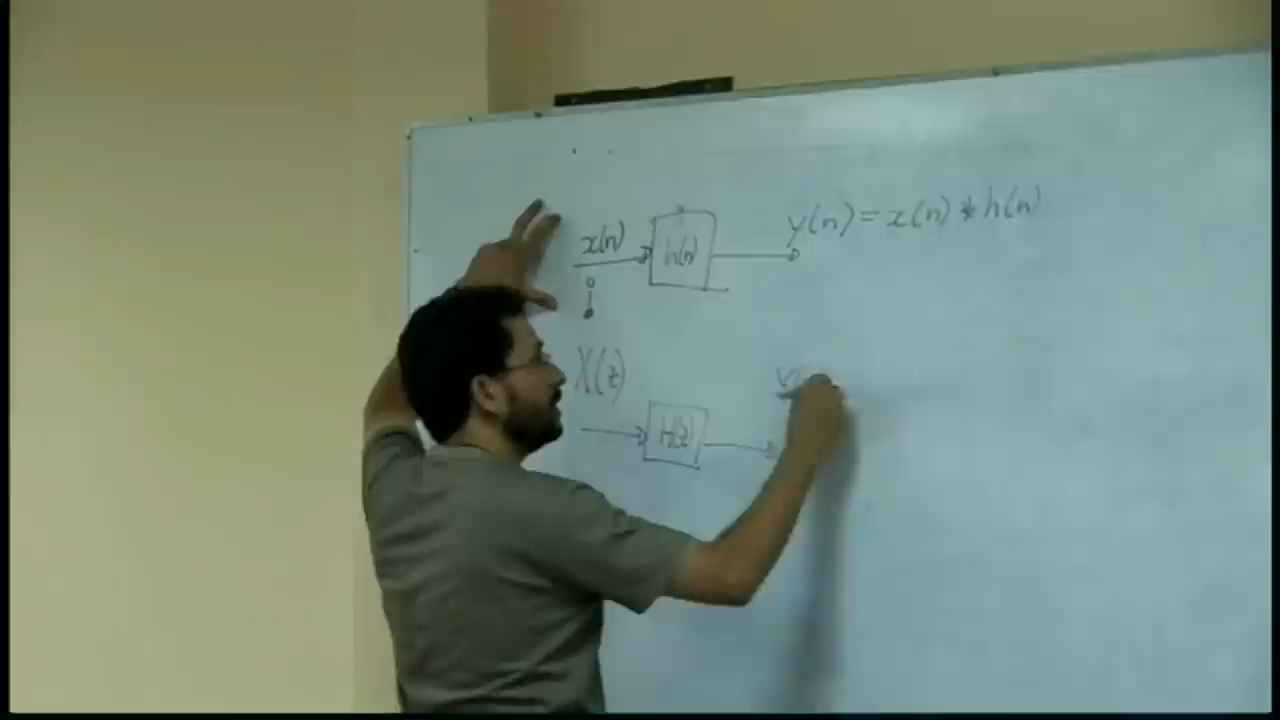 x(n) h(n) y(n) = x(n) * h(n)
X(z)
H(z)